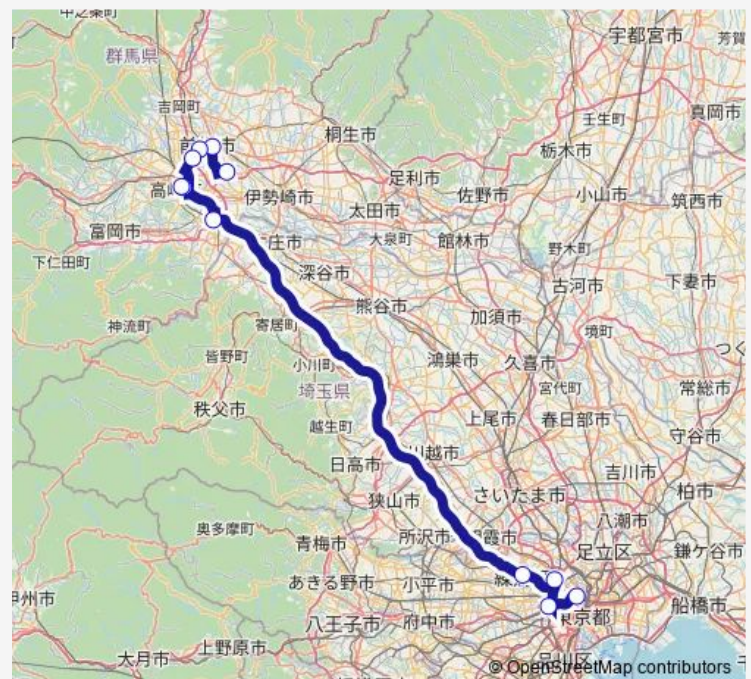 宇都宮市
芳賀
群馬県
吉岡町
壬生町
真岡市
桐生市
栃木市
足利市
伊勢崎市
佐野市
小山市
筑西市
太田市
富岡市
大泉町
館林市
野木町
下仁田町
深谷市
古河市
下妻市
熊谷市
加須市
神流町
寄居町
境町
つく
皆野町
小川町
鴻巣市
久喜市
埼玉県
宮代町
常総市
秩父市
越生町
上尾市
春日部市
守谷市
日高市
川越市
吉川市
狭山市
さいたま市
柏市
奥多摩町
所沢市
八潮市
青梅市
足立区
鎌ケ谷市
甲州市
あきる野市
小平市
船橋市
八王子市
府中市
東京都
大月市
上野原市
品川区
© OpenStreetMap contributors